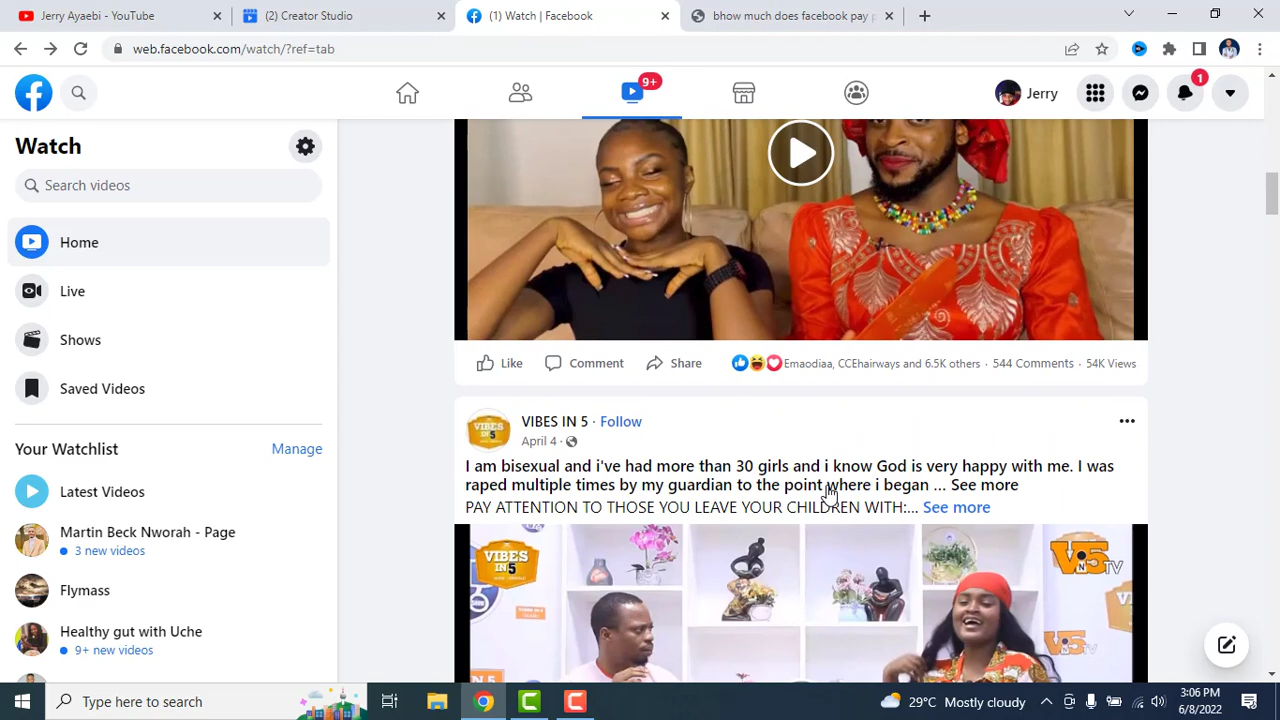 Jerry Ayaebi - YouTube
(2) Creator Studio
(1) Watch | Facebook
bhow much does facebook pay p
web.facebook.com/watch/?ref=tab
9+
Jerry
1
Watch
Search videos
Home
Live
Shows
Saved Videos
Your Watchlist
Manage
Latest Videos
Martin Beck Nworah - Page
3 new videos
Flymass
Healthy gut with Uche
9+ new videos
Like
Comment
Share
Emaodiaa, CCEhairways and 6.5K others · 544 Comments · 54K Views
VIBES IN 5 · Follow
April 4 ·
I am bisexual and i've had more than 30 girls and i know God is very happy with me. I was
raped multiple times by my guardian to the point where i began ... See more
PAY ATTENTION TO THOSE YOU LEAVE YOUR CHILDREN WITH:... See more
VIBES
IN 5
VIBES
IN 5
V5
TV
Type here to search
29°C Mostly cloudy
3:06 PM
6/8/2022